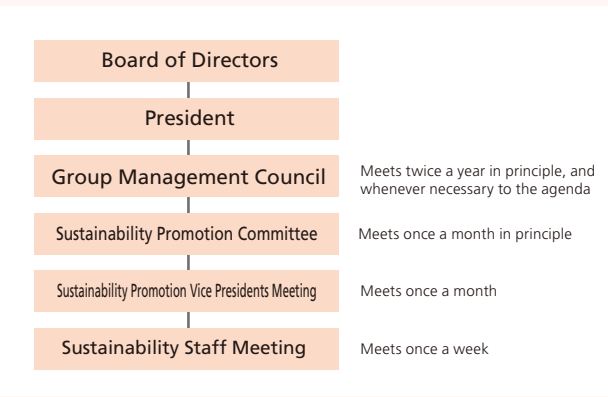 Board of Directors
President
Group Management Council
Meets twice a year in principle, and
whenever necessary to the agenda
Sustainability Promotion Committee
Meets once a month in principle
Sustainability Promotion Vice Presidents Meeting
Meets once a month
Sustainability Staff Meeting
Meets once a week